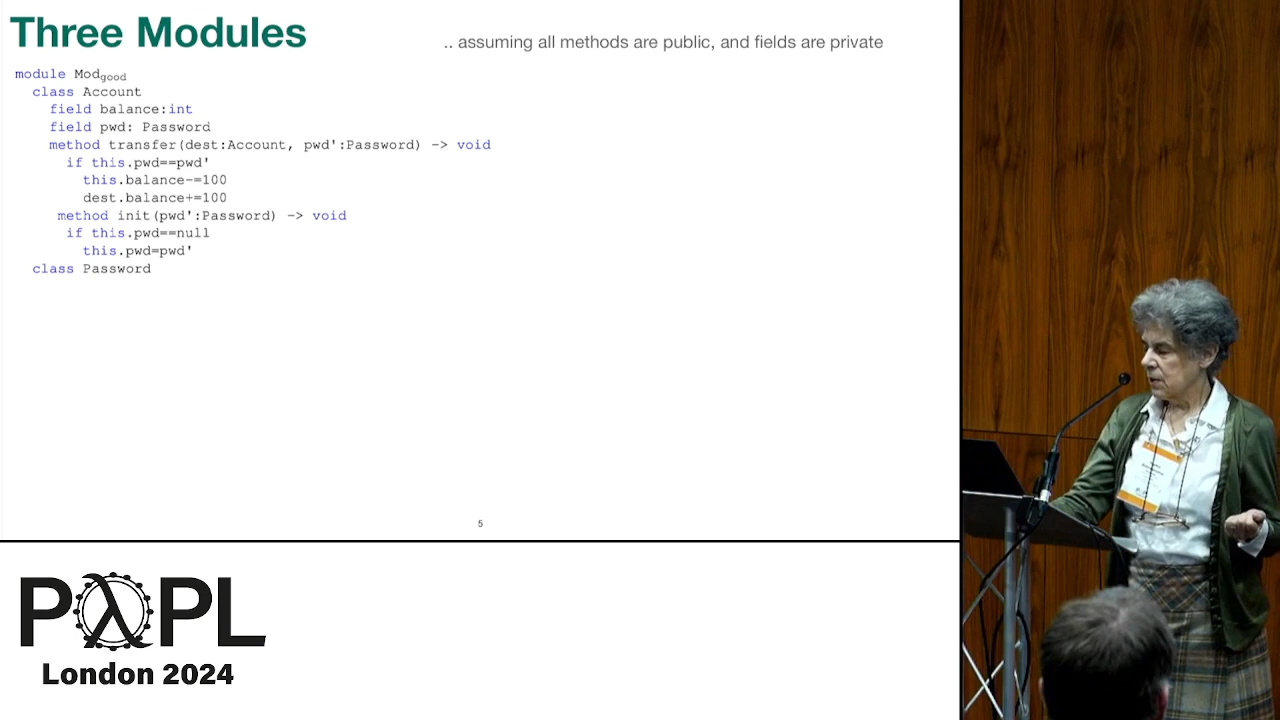 Three Modules
.. assuming all methods are public, and fields are private
module Modgood
class Account
field balance:int
field pwd: Password
method transfer(dest:Account, pwd':Password) -> void
if this.pwd==pwd'
this.balance-=100
dest.balance+=100
method init(pwd':Password) -> void
if this.pwd==null
this.pwd=pwd'
class Password
5
PλPL
London 2024